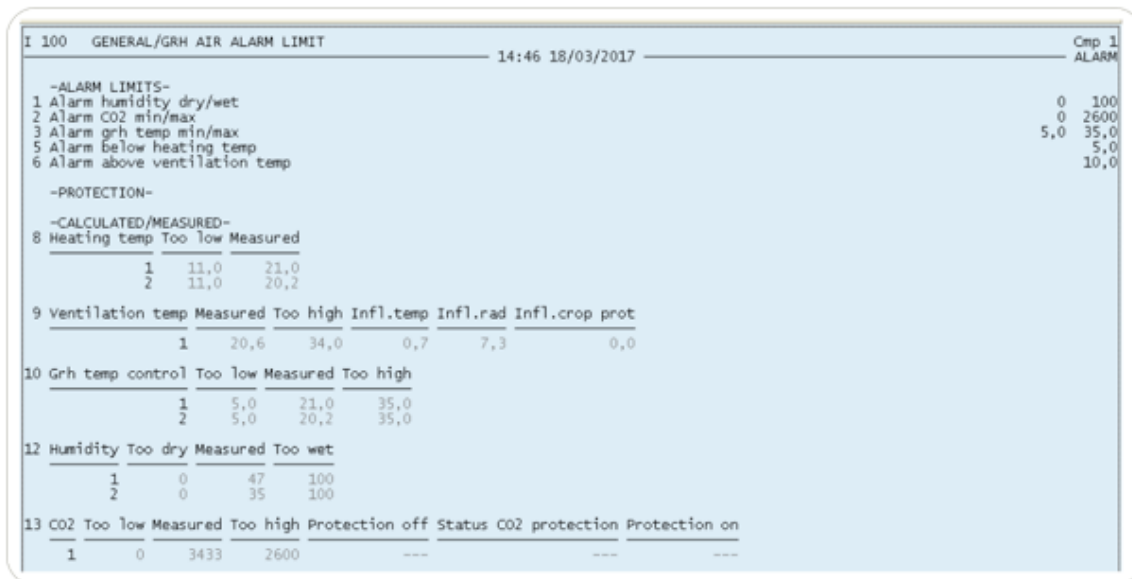 I 100 GENERAL/GRH AIR ALARM LIMIT Cmp 1
14:46 18/03/2017 ALARM
-ALARM LIMITS-
1 Alarm humidity dry/wet 0 100
2 Alarm CO2 min/max 0 2600
3 Alarm grh temp min/max 5,0 35,0
5 Alarm below heating temp 5,0
6 Alarm above ventilation temp 10,0
-PROTECTION-
-CALCULATED/MEASURED-
8 Heating temp Too low Measured
1 11,0 21,0
2 11,0 20,2
9 Ventilation temp Measured Too high Infl.temp Infl.rad Infl.crop prot
1 20,6 34,0 0,7 7,3 0,0
10 Grh temp control Too low Measured Too high
1 5,0 21,0 35,0
2 5,0 20,2 35,0
12 Humidity Too dry Measured Too wet
1 0 47 100
2 0 35 100
13 CO2 Too low Measured Too high Protection off Status CO2 protection Protection on
1 0 3433 2600 --- --- ---